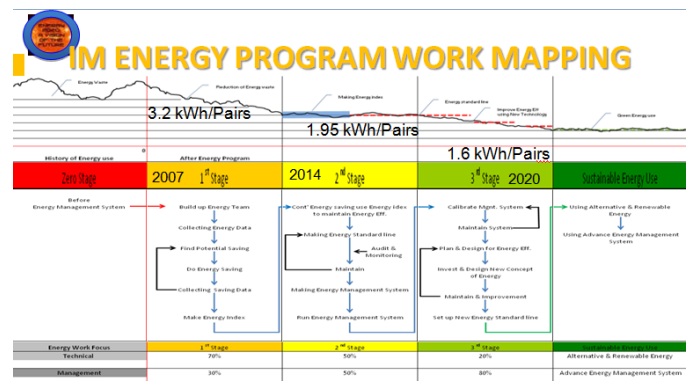 ENERGY
POEC
IS VISION
OF THE
FUTURE
IM ENERGY PROGRAM WORK MAPPING
Energy Waste
Reduction of Energy waste
Making Energy index
Energy standard line
Improve Energy Eff.
using New Technology
Green Energy use
3.2 kWh/Pairs
1.95 kWh/Pairs
1.6 kWh/Pairs
History of Energy use
0
After Energy Program
Zero Stage
2007 1st Stage
2014 2nd Stage
3rd Stage 2020
Sustainable Energy Use
Before
Energy Management System
Build up Energy Team
Collecting Energy Data
Find Potential Saving
Do Energy Saving
Collecting Saving Data
Make Energy Index
Cont' Energy saving use Energy idex
to maintain Energy Eff.
Making Energy Standard line
Audit &
Monitoring
Maintain
Making Energy Management System
Run Energy Management System
Calibrate Mgnt. System
Maintain System
Plan & Design for Energy Eff.
Invest & Design New Concept
of Energy
Maintain & Improvement
Set up New Energy Standard line
Using Alternative & Renewable
Energy
Using Advance Energy Management
System
Energy Work Focus
1st Stage
2nd Stage
3rd Stage
Sustainable Energy Use
Technical
70%
50%
20%
Alternative & Renewable Energy
Management
30%
50%
80%
Advance Energy Management System